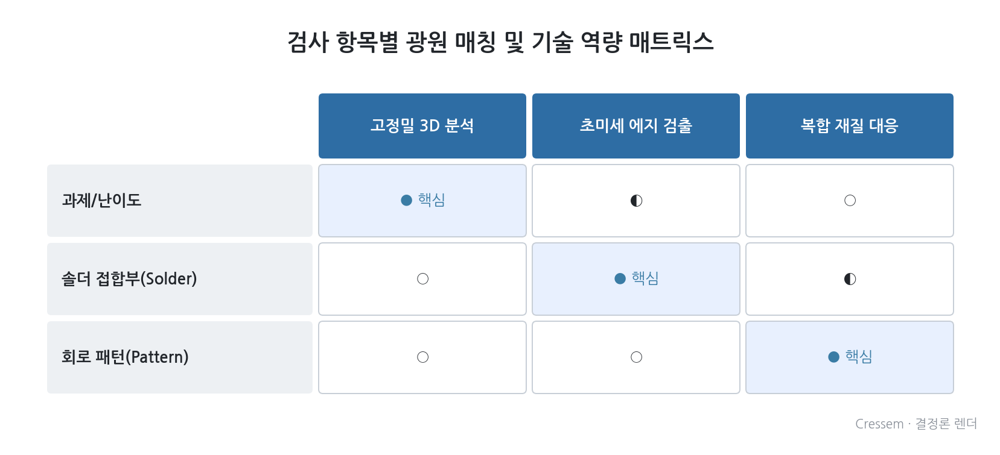 검사 항목별 광원 매칭 및 기술 역량 매트릭스
고정밀 3D 분석 초미세 에지 검출 복합 재질 대응
과제/난이도 ● 핵심 ◐ ○
솔더 접합부(Solder) ○ ● 핵심 ◐
회로 패턴(Pattern) ○ ○ ● 핵심
Cressem · 결정론 렌더